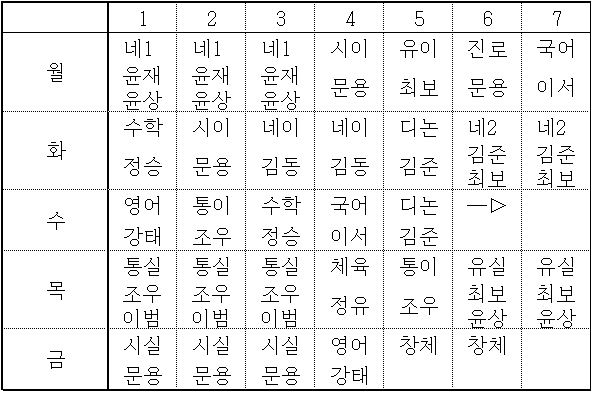 1 2 3 4 5 6 7
월 네1 네1 네1 시이 유이 진로 국어
윤재 윤재 윤재 문용 최보 문용 이서
윤상 윤상 윤상
화 수학 시이 네이 네이 디논 네2 네2
정승 문용 김동 김동 김준 김준 김준
최보 최보
수 영어 통이 수학 국어 디논 —▷
강태 조우 정승 이서 김준
목 통실 통실 통실 체육 통이 유실 유실
조우 조우 조우 정유 조우 최보 최보
이범 이범 이범 윤상 윤상
금 시실 시실 시실 영어 창체 창체
문용 문용 문용 강태